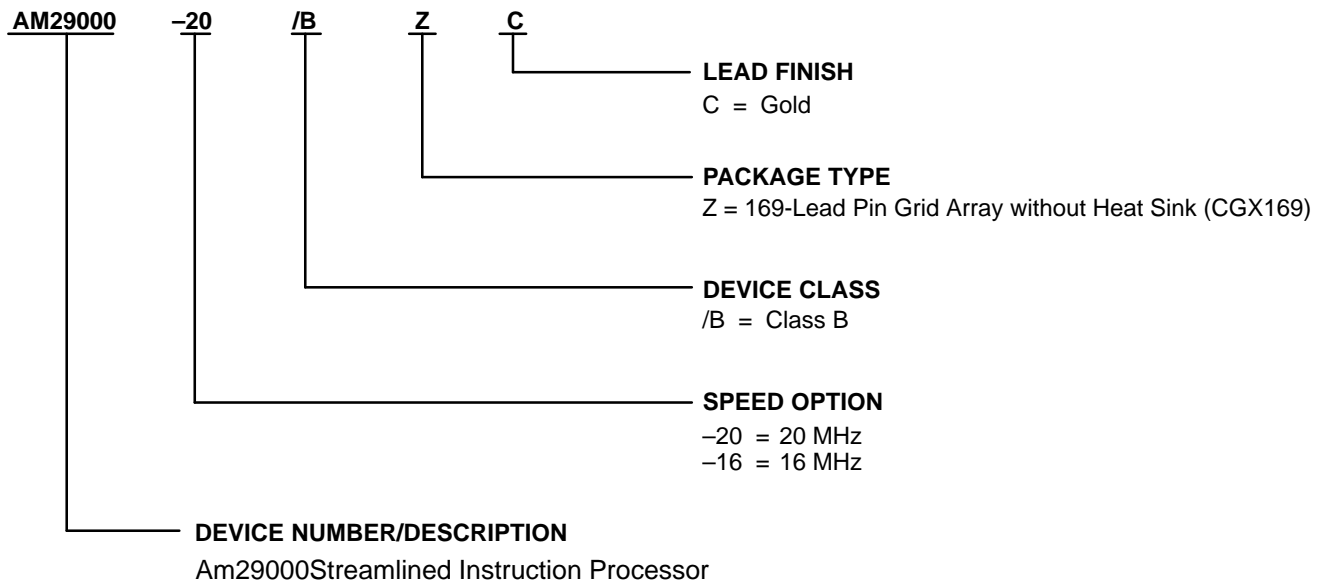 AM29000 –20 /B Z C
LEAD FINISH
C = Gold
PACKAGE TYPE
Z = 169-Lead Pin Grid Array without Heat Sink (CGX169)
DEVICE CLASS
/B = Class B
SPEED OPTION
–20 = 20 MHz
–16 = 16 MHz
DEVICE NUMBER/DESCRIPTION
Am29000Streamlined Instruction Processor